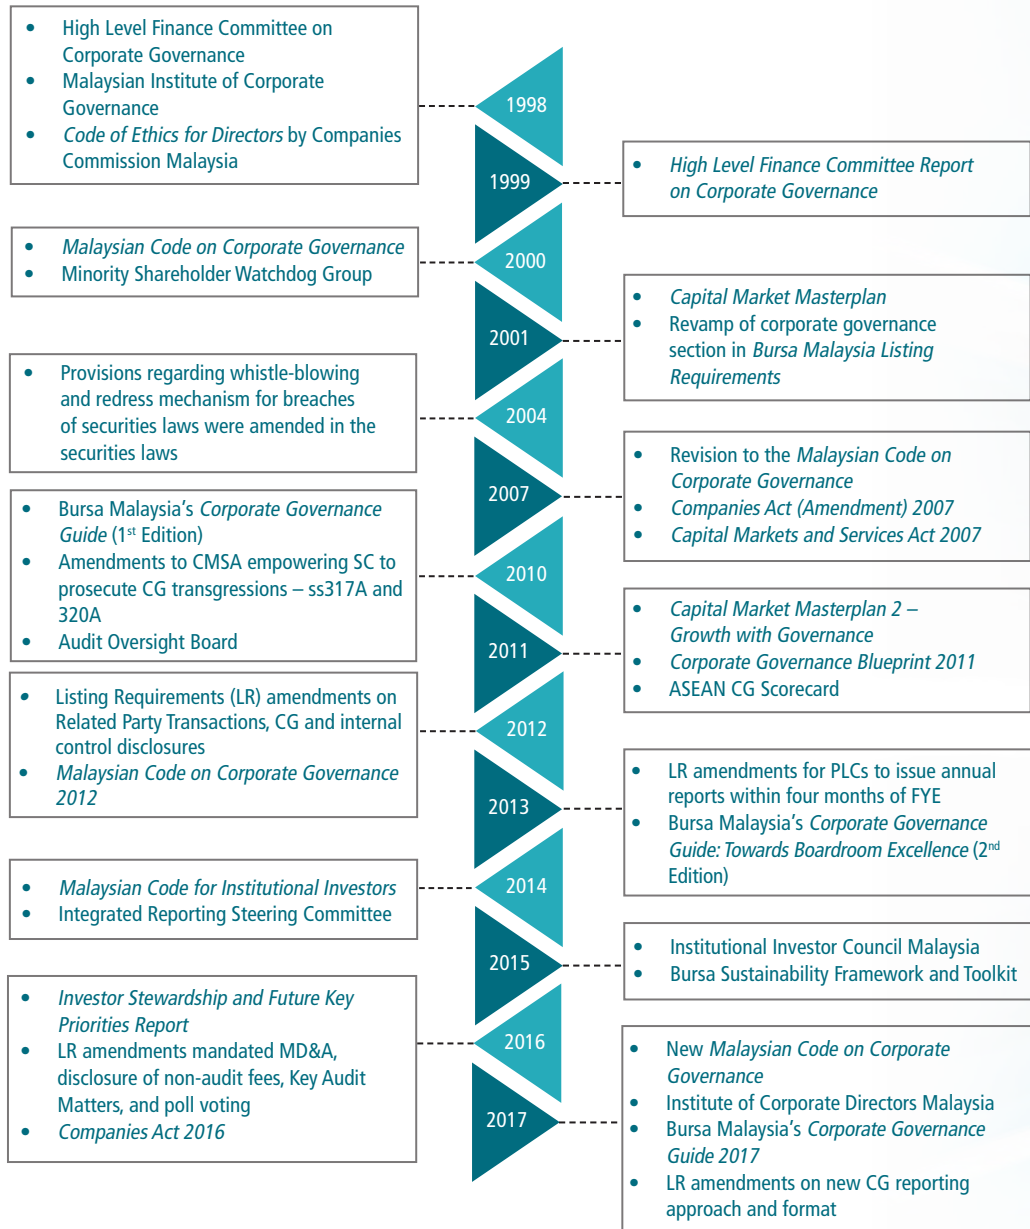 • High Level Finance Committee on
Corporate Governance
• Malaysian Institute of Corporate
Governance
• Code of Ethics for Directors by Companies
Commission Malaysia
1998
1999
• High Level Finance Committee Report
on Corporate Governance
• Malaysian Code on Corporate Governance
• Minority Shareholder Watchdog Group
2000
2001
• Capital Market Masterplan
• Revamp of corporate governance
section in Bursa Malaysia Listing
Requirements
• Provisions regarding whistle-blowing
and redress mechanism for breaches
of securities laws were amended in the
securities laws
2004
2007
• Revision to the Malaysian Code on
Corporate Governance
• Companies Act (Amendment) 2007
• Capital Markets and Services Act 2007
• Bursa Malaysia's Corporate Governance
Guide (1st Edition)
• Amendments to CMSA empowering SC to
prosecute CG transgressions – ss317A and
320A
• Audit Oversight Board
2010
2011
• Capital Market Masterplan 2 –
Growth with Governance
• Corporate Governance Blueprint 2011
• ASEAN CG Scorecard
• Listing Requirements (LR) amendments on
Related Party Transactions, CG and internal
control disclosures
• Malaysian Code on Corporate Governance
2012
2012
2013
• LR amendments for PLCs to issue annual
reports within four months of FYE
• Bursa Malaysia's Corporate Governance
Guide: Towards Boardroom Excellence (2nd
Edition)
• Malaysian Code for Institutional Investors
• Integrated Reporting Steering Committee
2014
2015
• Institutional Investor Council Malaysia
• Bursa Sustainability Framework and Toolkit
• Investor Stewardship and Future Key
Priorities Report
• LR amendments mandated MD&A,
disclosure of non-audit fees, Key Audit
Matters, and poll voting
• Companies Act 2016
2016
2017
• New Malaysian Code on Corporate
Governance
• Institute of Corporate Directors Malaysia
• Bursa Malaysia's Corporate Governance
Guide 2017
• LR amendments on new CG reporting
approach and format